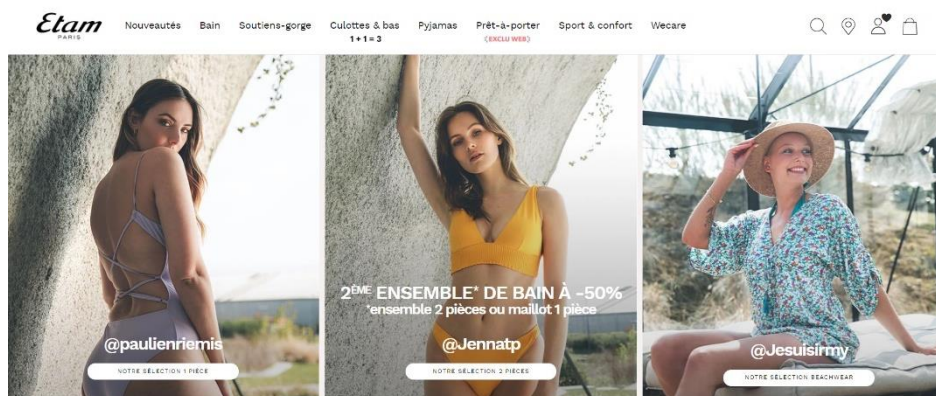 Etam
PARIS
Nouveautés
Bain
Soutiens-gorge
Culottes & bas
1 + 1 = 3
Pyjamas
Prêt-à-porter
(EXCLU WEB)
Sport & confort
Wecare
@paulienriemis
NOTRE SÉLECTION 1 PIÈCE
2ÈME ENSEMBLE* DE BAIN À -50%
*ensemble 2 pièces ou maillot 1 pièce
@Jennatp
NOTRE SÉLECTION 2 PIÈCES
@Jesuisirmy
NOTRE SÉLECTION BEACHWEAR